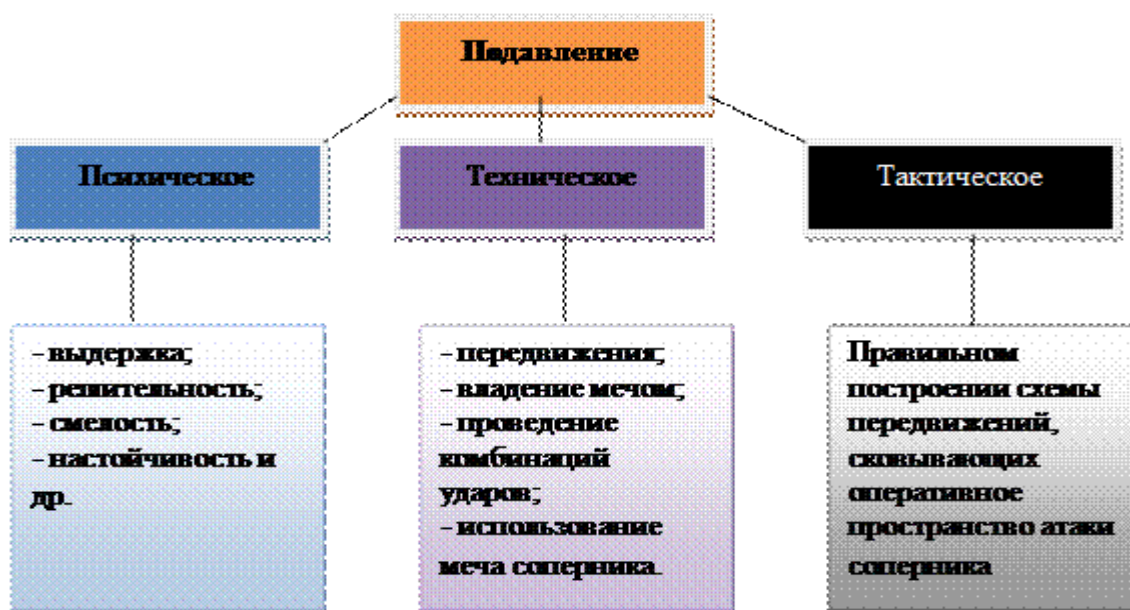 Подавление
Психическое
Техническое
Тактическое
- выдержка;
- решительность;
- смелость;
- настойчивость и
др.
- передвижения;
- владение мечом;
- проведение
комбинаций
ударов;
- использование
меча соперника.
Правильном
построении схемы
передвижений,
сковывающих
оперативное
пространство атаки
соперника